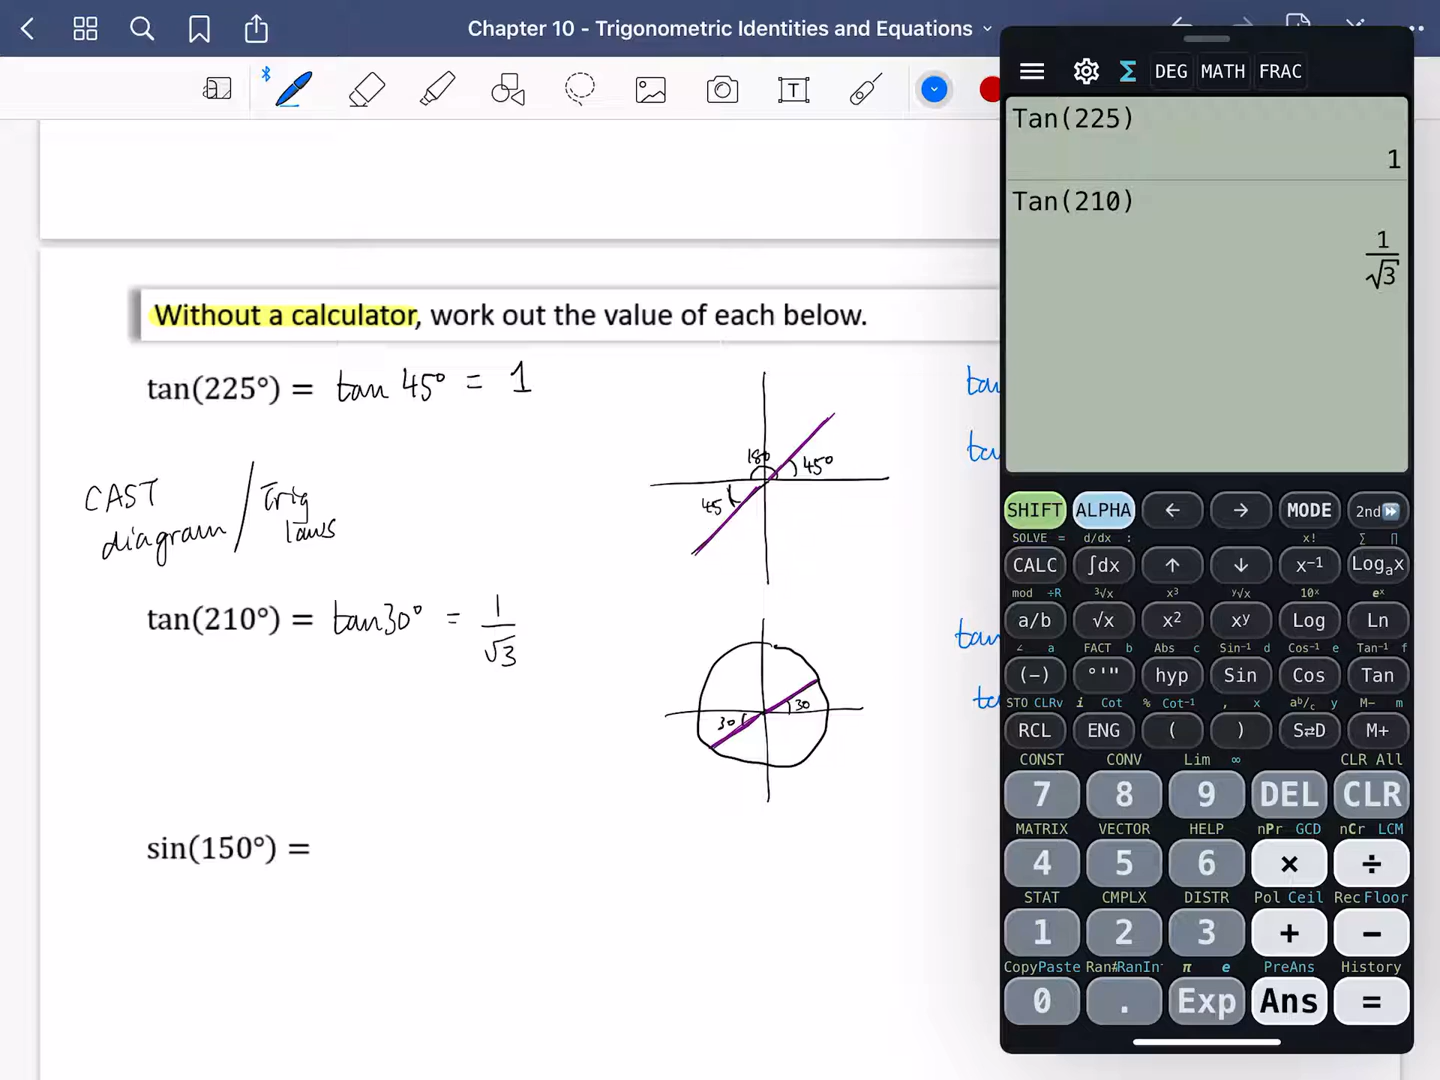 Chapter 10 - Trigonometric Identities and Equations
DEG MATH FRAC
Tan(225)
1
Tan(210)
1
√3
Without a calculator, work out the value of each below.
tan(225°) = tan 45° = 1
180
45°
45
CAST
diagram / Trig
laws
tan(210°) = tan30° = 1
√3
30
30
sin(150°) =
tan
SHIFT ALPHA ← → MODE 2nd
SOLVE = d/dx : x! ∑ ∏
CALC ∫dx ↑ ↓ x⁻¹ Logₐx
mod ÷R ³√x x³ ʸ√x 10ˣ eˣ
a/b √x x² xʸ Log Ln
∠ a FACT b Abs c Sin⁻¹ d Cos⁻¹ e Tan⁻¹ f
(−) °'" hyp Sin Cos Tan
STO CLRv i Cot % Cot⁻¹ , x aᵇ/c y M− m
RCL ENG ( ) S⇄D M+
CONST CONV Lim ∞ CLR All
7 8 9 DEL CLR
MATRIX VECTOR HELP nPr GCD nCr LCM
4 5 6 × ÷
STAT CMPLX DISTR Pol Ceil Rec Floor
1 2 3 + −
Copy Paste Ran# RanIn π e PreAns History
0 . Exp Ans =